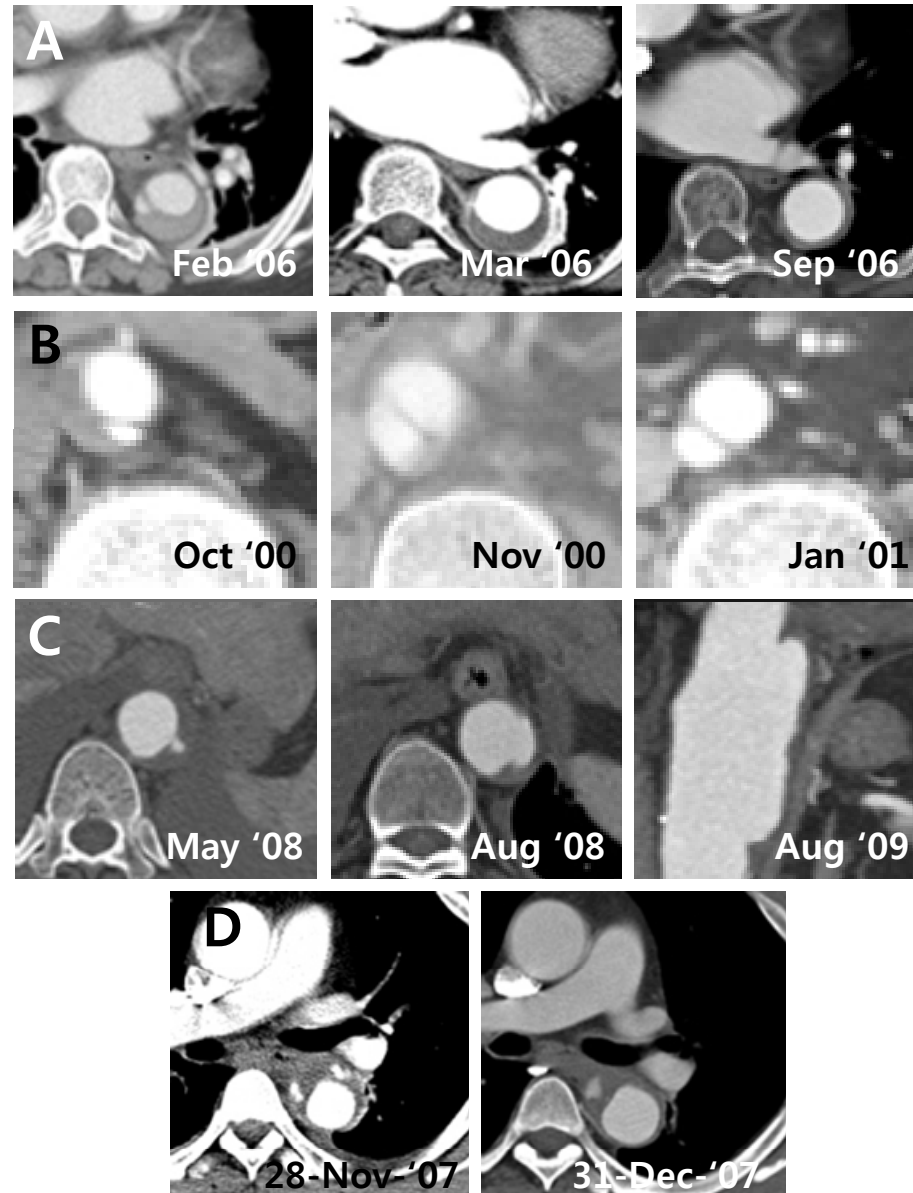 A
Feb ‘06
Mar ‘06
Sep ‘06
B
Oct ‘00
Nov ‘00
Jan ‘01
C
May ‘08
Aug ‘08
Aug ‘09
D
28-Nov-‘07
31-Dec-‘07